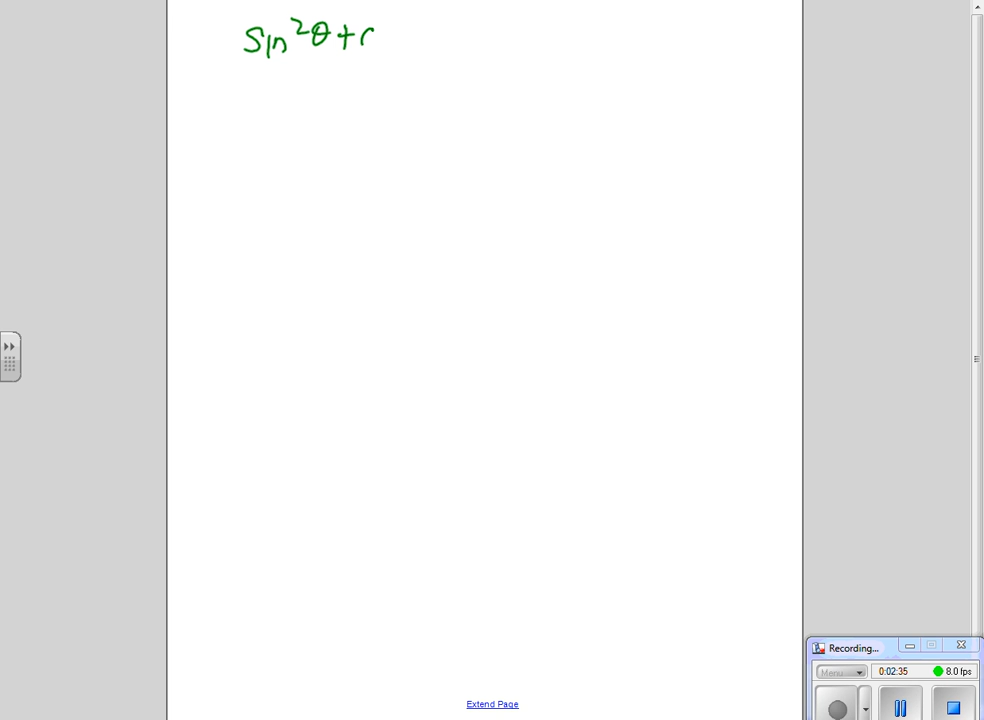 sin²θ+c
Extend Page
Recording...
Menu
0:02:35
8.0 fps